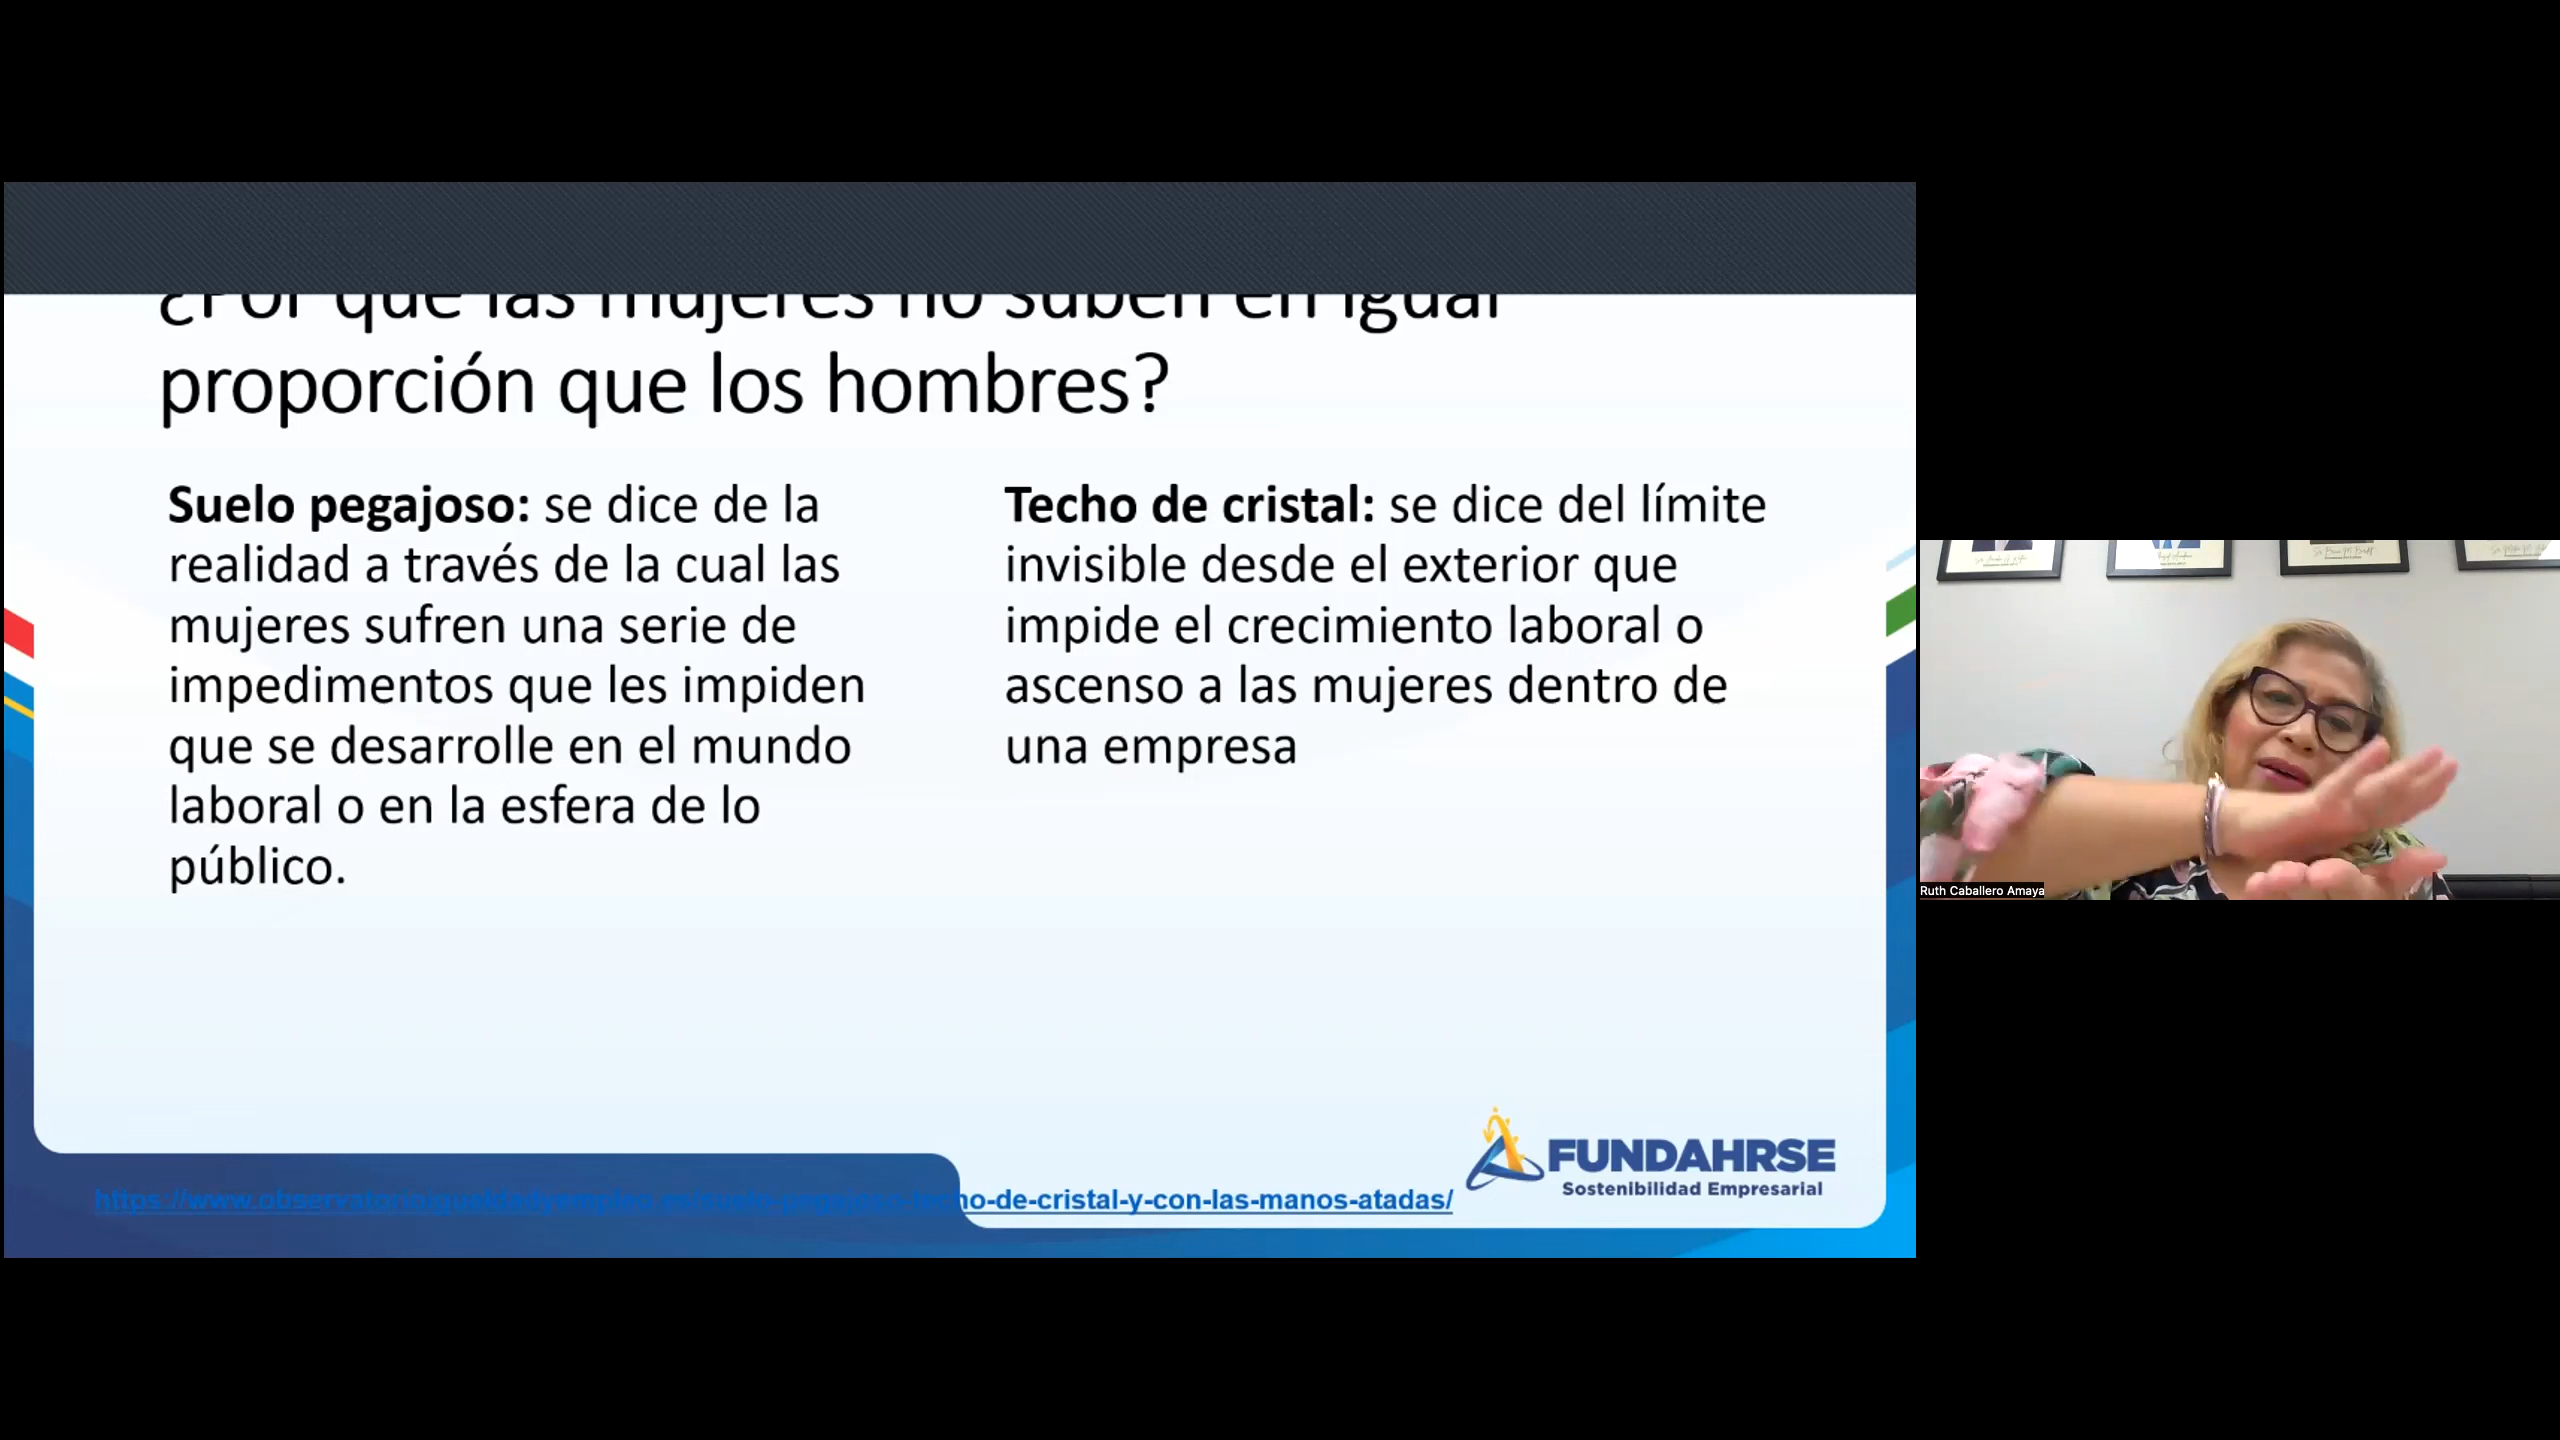 ¿Por qué las mujeres no suben en igual
proporción que los hombres?
Suelo pegajoso: se dice de la
realidad a través de la cual las
mujeres sufren una serie de
impedimentos que les impiden
que se desarrolle en el mundo
laboral o en la esfera de lo
público.
Techo de cristal: se dice del límite
invisible desde el exterior que
impide el crecimiento laboral o
ascenso a las mujeres dentro de
una empresa
https://www.observatorioigualdadyempleo.es/suelo-pegajoso-techo-de-cristal-y-con-las-manos-atadas/
FUNDAHRSE
Sostenibilidad Empresarial
Ruth Caballero Amaya